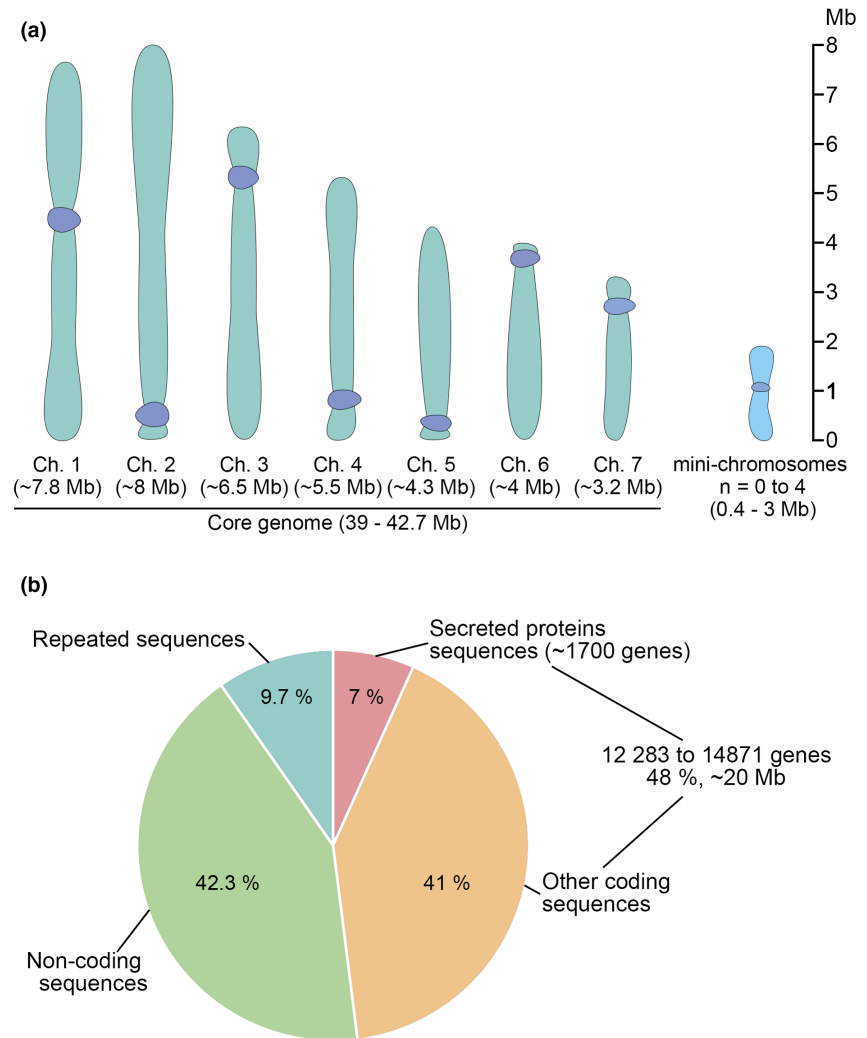 (a)
Mb
8
7
6
5
4
3
2
1
0
Ch. 1
(~7.8 Mb)
Ch. 2
(~8 Mb)
Ch. 3
(~6.5 Mb)
Ch. 4
(~5.5 Mb)
Ch. 5
(~4.3 Mb)
Ch. 6
(~4 Mb)
Ch. 7
(~3.2 Mb)
mini-chromosomes
n = 0 to 4
(0.4 - 3 Mb)
Core genome (39 - 42.7 Mb)
(b)
Repeated sequences
Secreted proteins
sequences (~1700 genes)
9.7 %
7 %
12 283 to 14871 genes
48 %, ~20 Mb
42.3 %
41 %
Other coding
sequences
Non-coding
sequences